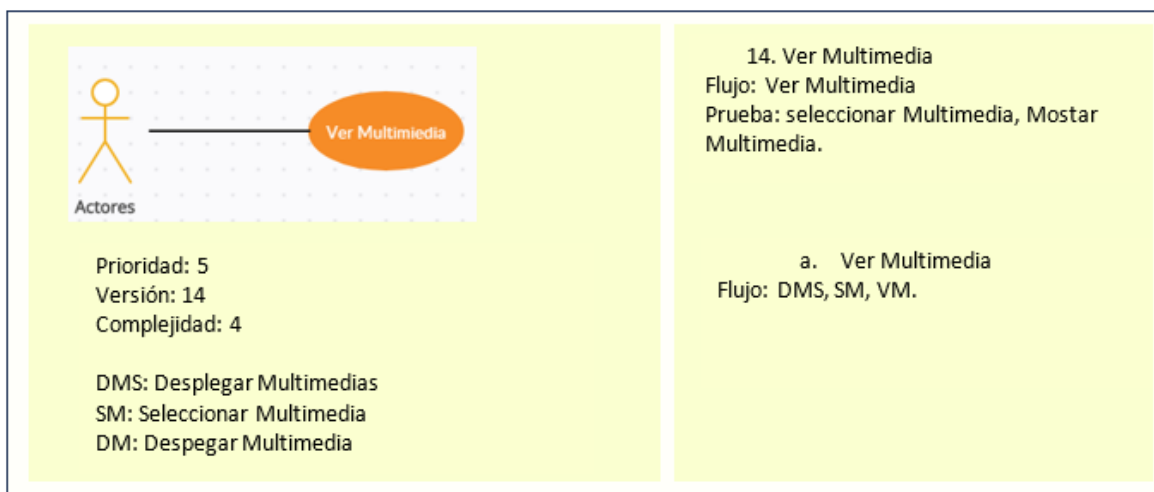 Ver Multimiedia
Actores
Prioridad: 5
Versión: 14
Complejidad: 4
DMS: Desplegar Multimedias
SM: Seleccionar Multimedia
DM: Despegar Multimedia
14. Ver Multimedia
Flujo: Ver Multimedia
Prueba: seleccionar Multimedia, Mostar
Multimedia.
a. Ver Multimedia
Flujo: DMS, SM, VM.